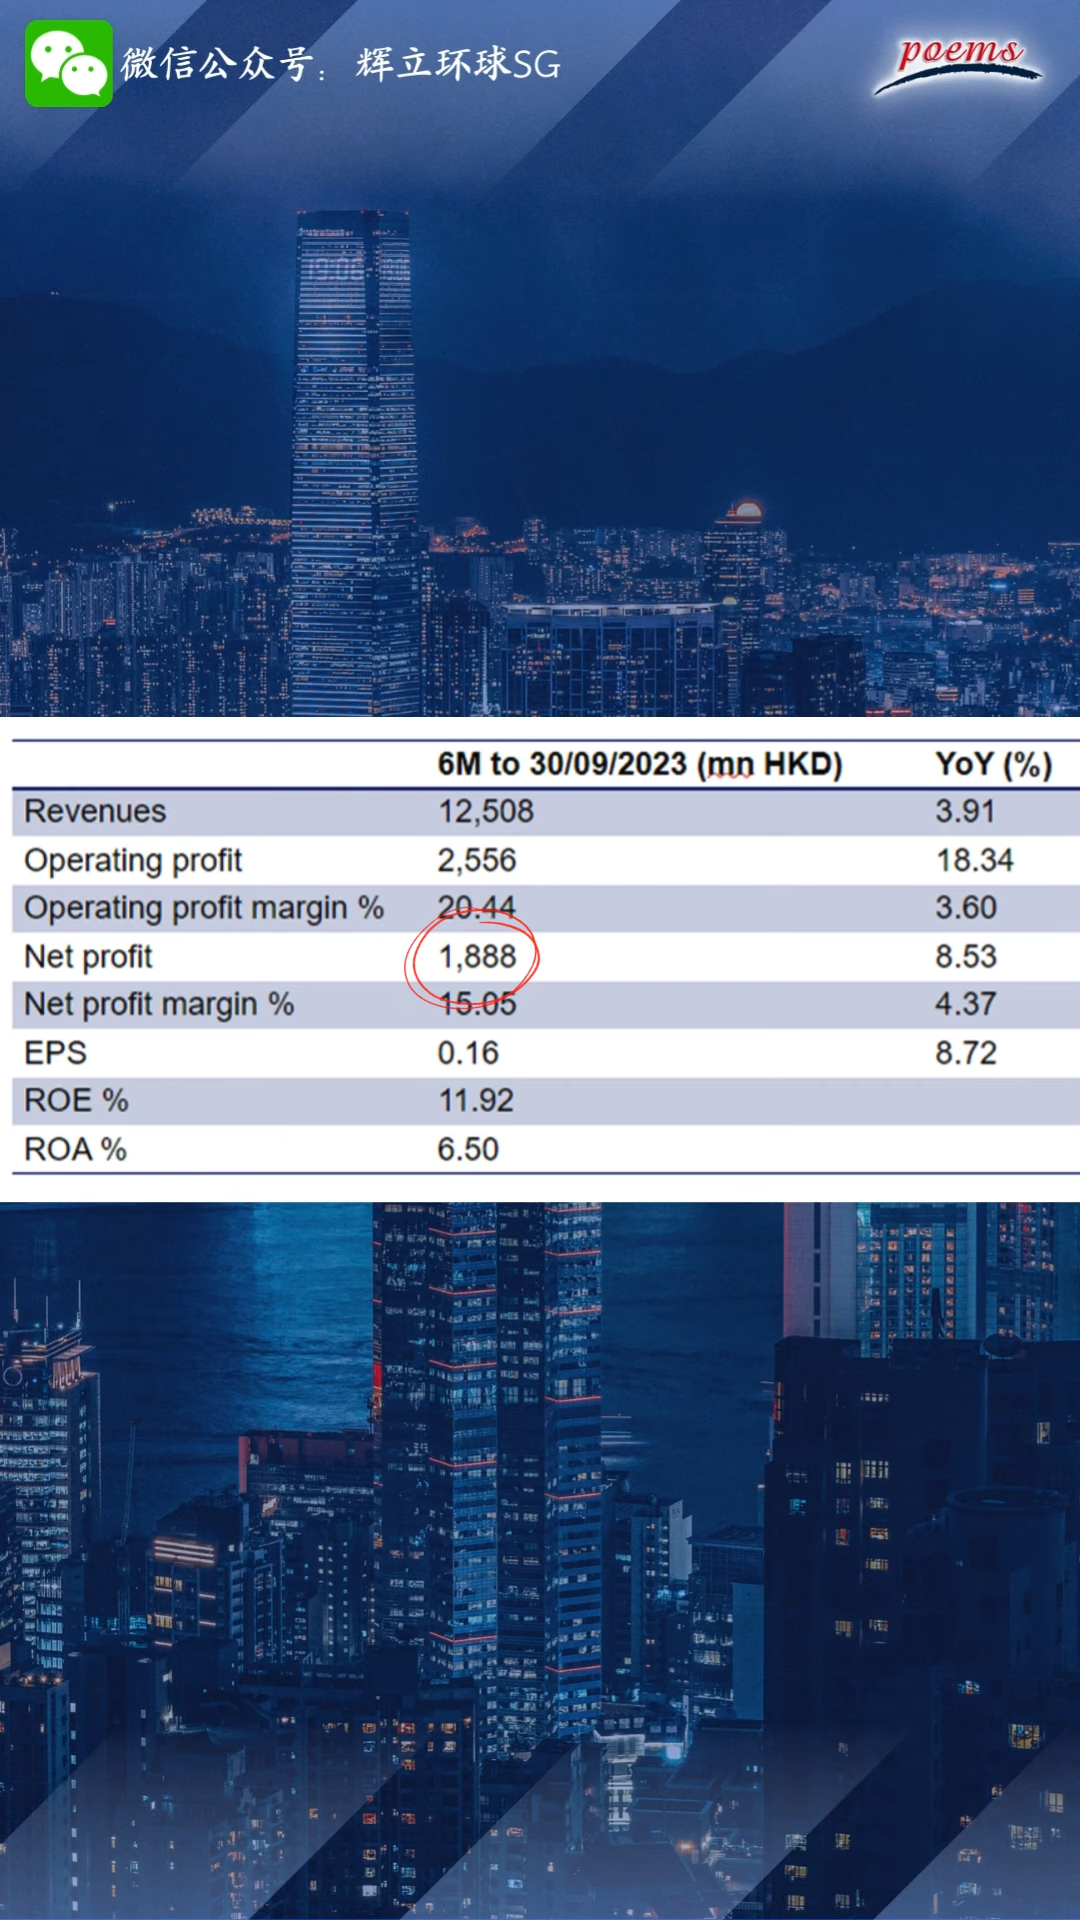 微信公众号：辉立环球SG
poems
6M to 30/09/2023 (mn HKD) YoY (%)
Revenues 12,508 3.91
Operating profit 2,556 18.34
Operating profit margin % 20.44 3.60
Net profit 1,888 8.53
Net profit margin % 15.05 4.37
EPS 0.16 8.72
ROE % 11.92
ROA % 6.50